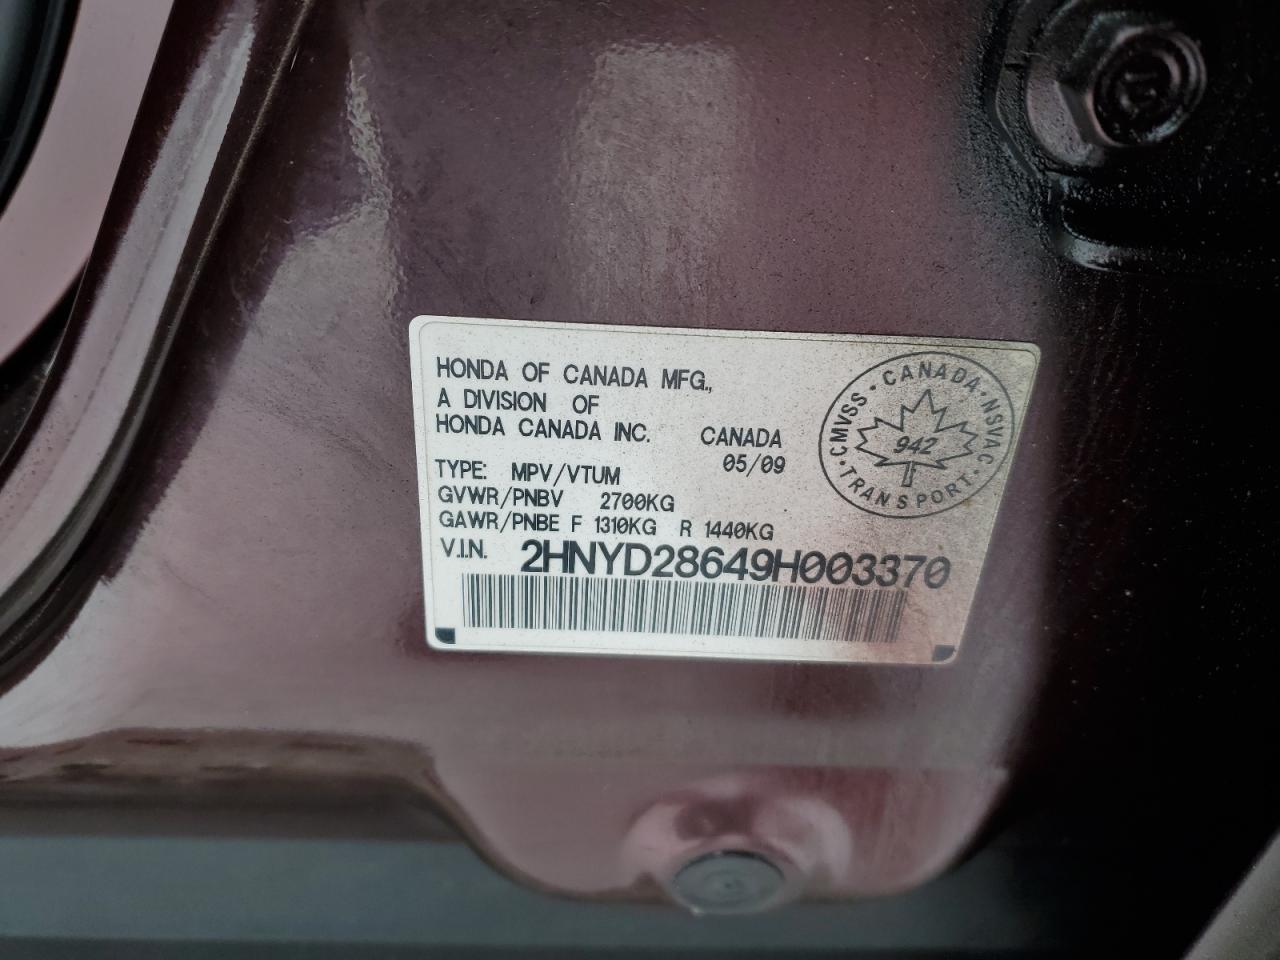 HONDA OF CANADA MFG.,
A DIVISION OF
HONDA CANADA INC. CANADA
05/09
TYPE: MPV/VTUM
GVWR/PNBV 2700KG
GAWR/PNBE F 1310KG R 1440KG
V.I.N. 2HNYD28649H003370
CMVSS · CANADA · NSVAC · TRANSPORT ·
942